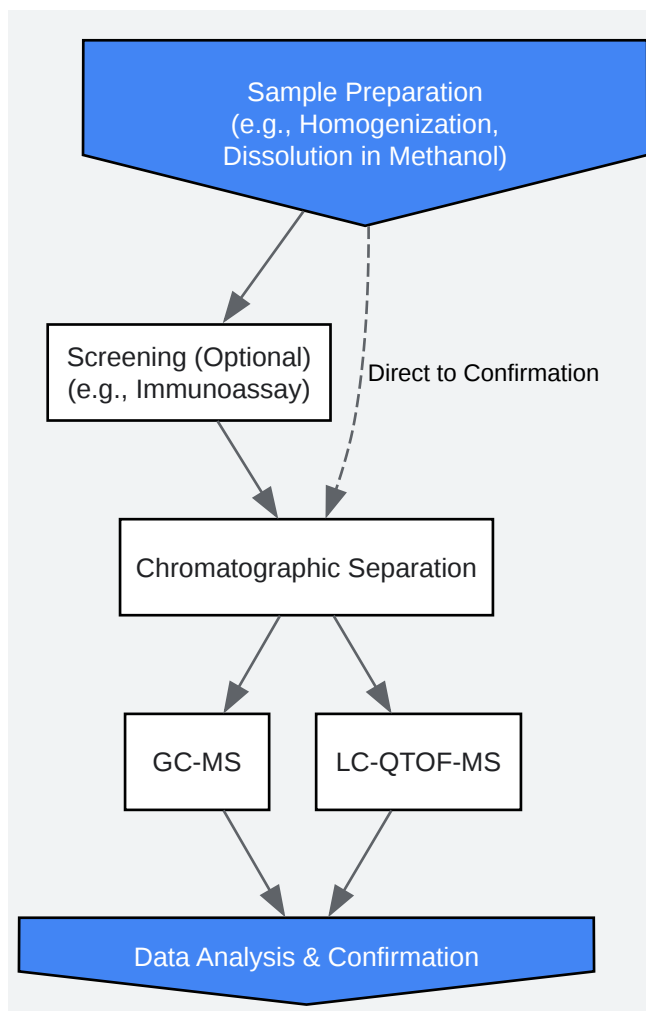 Sample Preparation
(e.g., Homogenization,
Dissolution in Methanol)
Screening (Optional)
(e.g., Immunoassay)
Direct to Confirmation
Chromatographic Separation
GC-MS
LC-QTOF-MS
Data Analysis & Confirmation